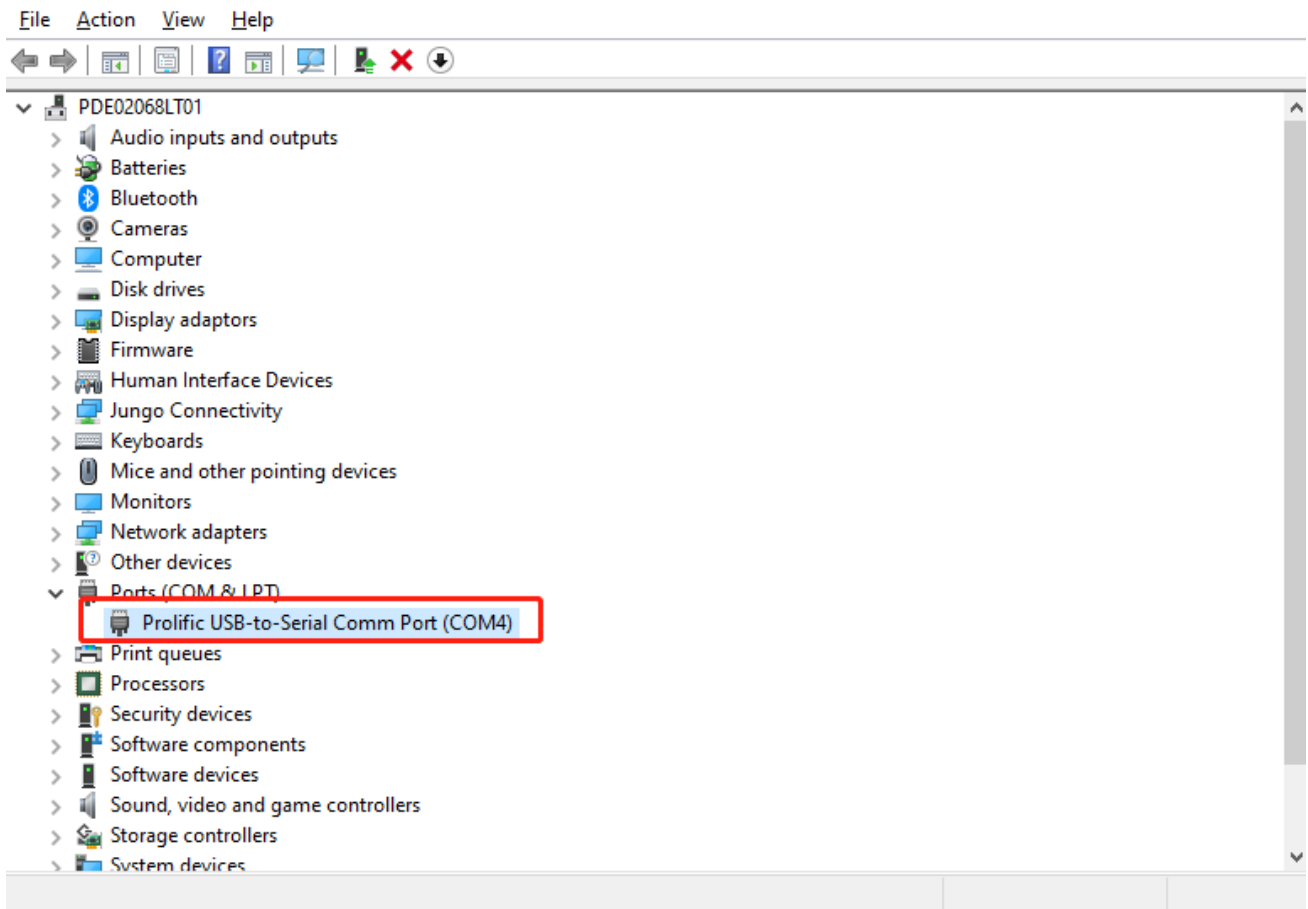 File Action View Help
PDE02068LT01
Audio inputs and outputs
Batteries
Bluetooth
Cameras
Computer
Disk drives
Display adaptors
Firmware
Human Interface Devices
Jungo Connectivity
Keyboards
Mice and other pointing devices
Monitors
Network adapters
Other devices
Ports (COM & LPT)
Prolific USB-to-Serial Comm Port (COM4)
Print queues
Processors
Security devices
Software components
Software devices
Sound, video and game controllers
Storage controllers
System devices